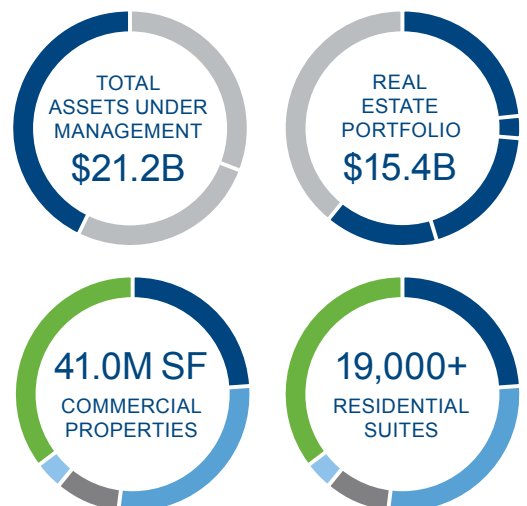 TOTAL
ASSETS UNDER
MANAGEMENT
$21.2B
REAL
ESTATE
PORTFOLIO
$15.4B
41.0M SF
COMMERCIAL
PROPERTIES
19,000+
RESIDENTIAL
SUITES